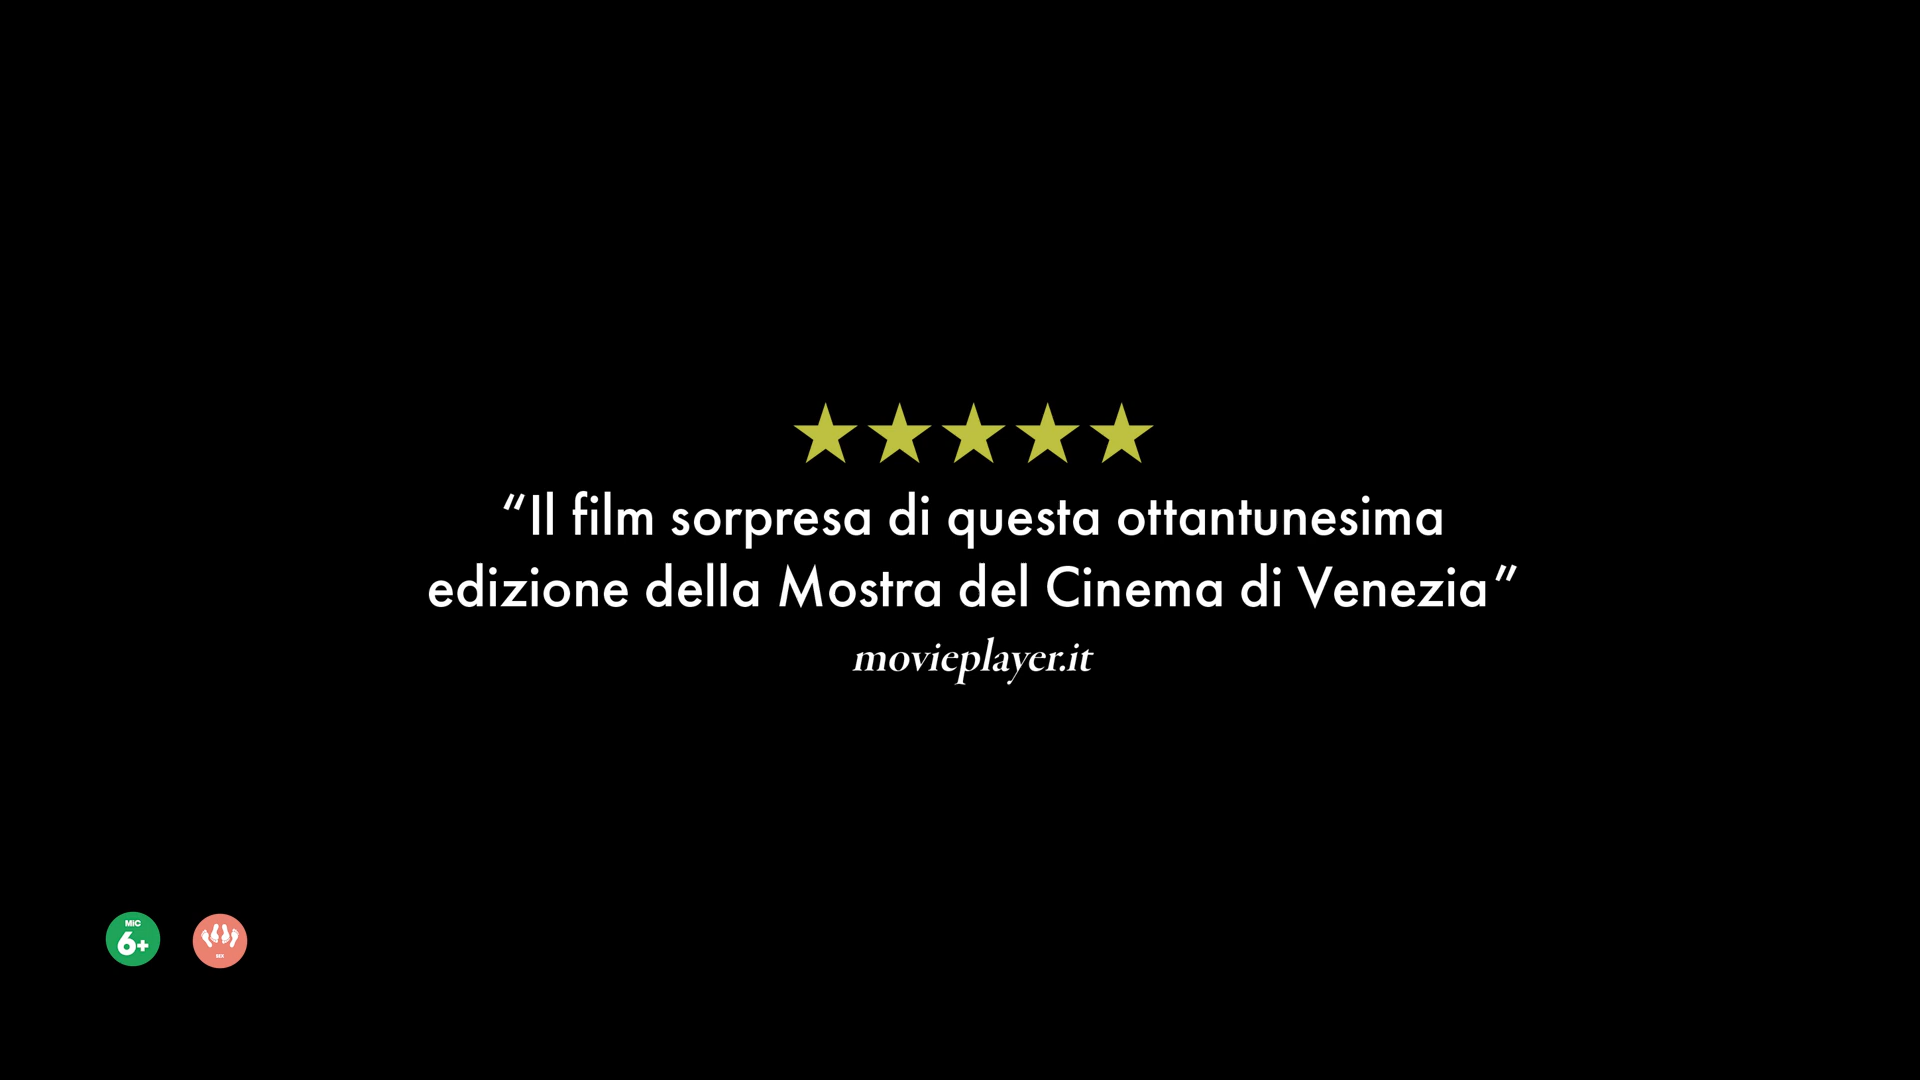 “Il film sorpresa di questa ottantunesima
edizione della Mostra del Cinema di Venezia”
movieplayer.it
MiC
6+